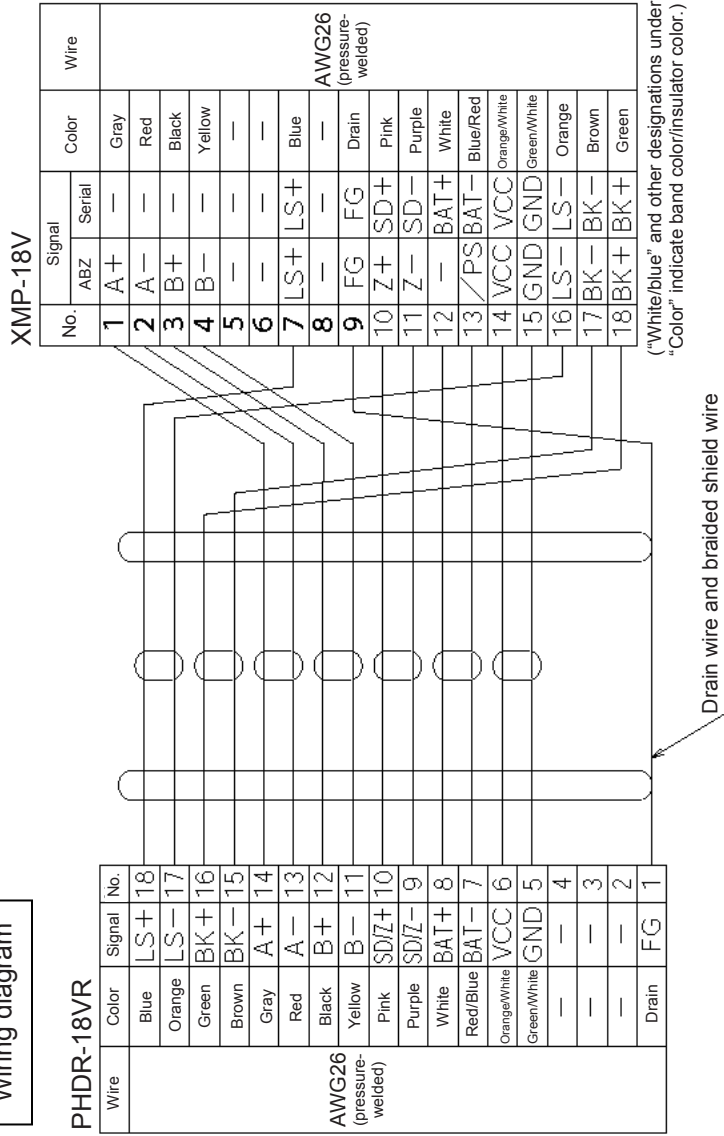 Wiring diagram
PHDR-18VR
Wire Color Signal No.
AWG26 (pressure-welded)
Blue LS+ 18
Orange LS− 17
Green BK+ 16
Brown BK− 15
Gray A+ 14
Red A− 13
Black B+ 12
Yellow B− 11
Pink SD/Z+ 10
Purple SD/Z− 9
White BAT+ 8
Red/Blue BAT− 7
Orange/White VCC 6
Green/White GND 5
— — 4
— — 3
— — 2
Drain FG 1
Drain wire and braided shield wire
XMP-18V
No. Signal Color Wire
ABZ Serial
1 A+ — Gray
2 A− — Red
3 B+ — Black
4 B− — Yellow
5 — — —
6 — — —
7 LS+ LS+ Blue
8 — — —
9 FG FG Drain
10 Z+ SD+ Pink
11 Z− SD− Purple
12 — BAT+ White
13 /PS BAT− Blue/Red
14 VCC VCC Orange/White
15 GND GND Green/White
16 LS− LS− Orange
17 BK− BK− Brown
18 BK+ BK+ Green
AWG26
(pressure-
welded)
("White/blue" and other designations under
"Color" indicate band color/insulator color.)